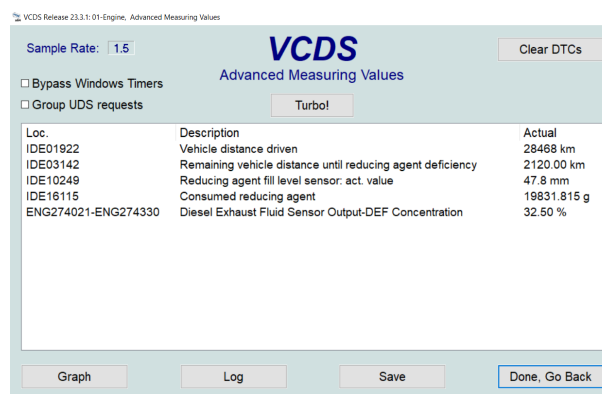 VCDS Release 23.3.1: 01-Engine, Advanced Measuring Values
Sample Rate: 1.5
VCDS
Clear DTCs
Advanced Measuring Values
Bypass Windows Timers
Group UDS requests
Turbo!
Loc. Description Actual
IDE01922 Vehicle distance driven 28468 km
IDE03142 Remaining vehicle distance until reducing agent deficiency 2120.00 km
IDE10249 Reducing agent fill level sensor: act. value 47.8 mm
IDE16115 Consumed reducing agent 19831.815 g
ENG274021-ENG274330 Diesel Exhaust Fluid Sensor Output-DEF Concentration 32.50 %
Graph Log Save Done, Go Back